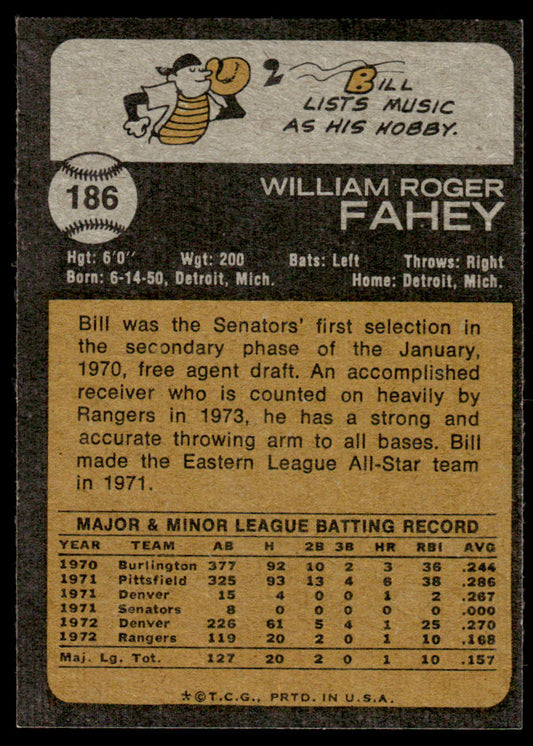 2
BILL
LISTS MUSIC
AS HIS HOBBY.
186
WILLIAM ROGER
FAHEY
Hgt: 6'0" Wgt: 200 Bats: Left Throws: Right
Born: 6-14-50, Detroit, Mich. Home: Detroit, Mich.
Bill was the Senators' first selection in
the secondary phase of the January,
1970, free agent draft. An accomplished
receiver who is counted on heavily by
Rangers in 1973, he has a strong and
accurate throwing arm to all bases. Bill
made the Eastern League All-Star team
in 1971.
MAJOR & MINOR LEAGUE BATTING RECORD
YEAR TEAM AB H 2B 3B HR RBI AVG
1970 Burlington 377 92 10 2 3 36 .244
1971 Pittsfield 325 93 13 4 6 38 .286
1971 Denver 15 4 0 0 1 2 .267
1971 Senators 8 0 0 0 0 0 .000
1972 Denver 226 61 5 4 1 25 .270
1972 Rangers 119 20 2 0 1 10 .168
Maj. Lg. Tot. 127 20 2 0 1 10 .157
*©T.C.G., PRTD. IN U.S.A.